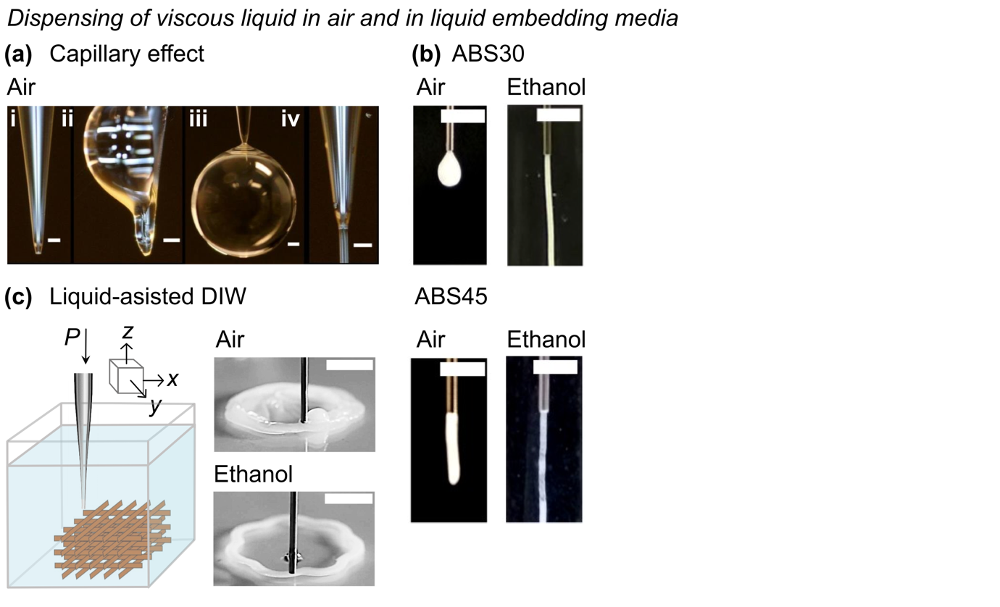 Dispensing of viscous liquid in air and in liquid embedding media
(a) Capillary effect
Air
i ii iii iv
(b) ABS30
Air Ethanol
(c) Liquid-asisted DIW
P
z
x
y
Air
Ethanol
ABS45
Air Ethanol